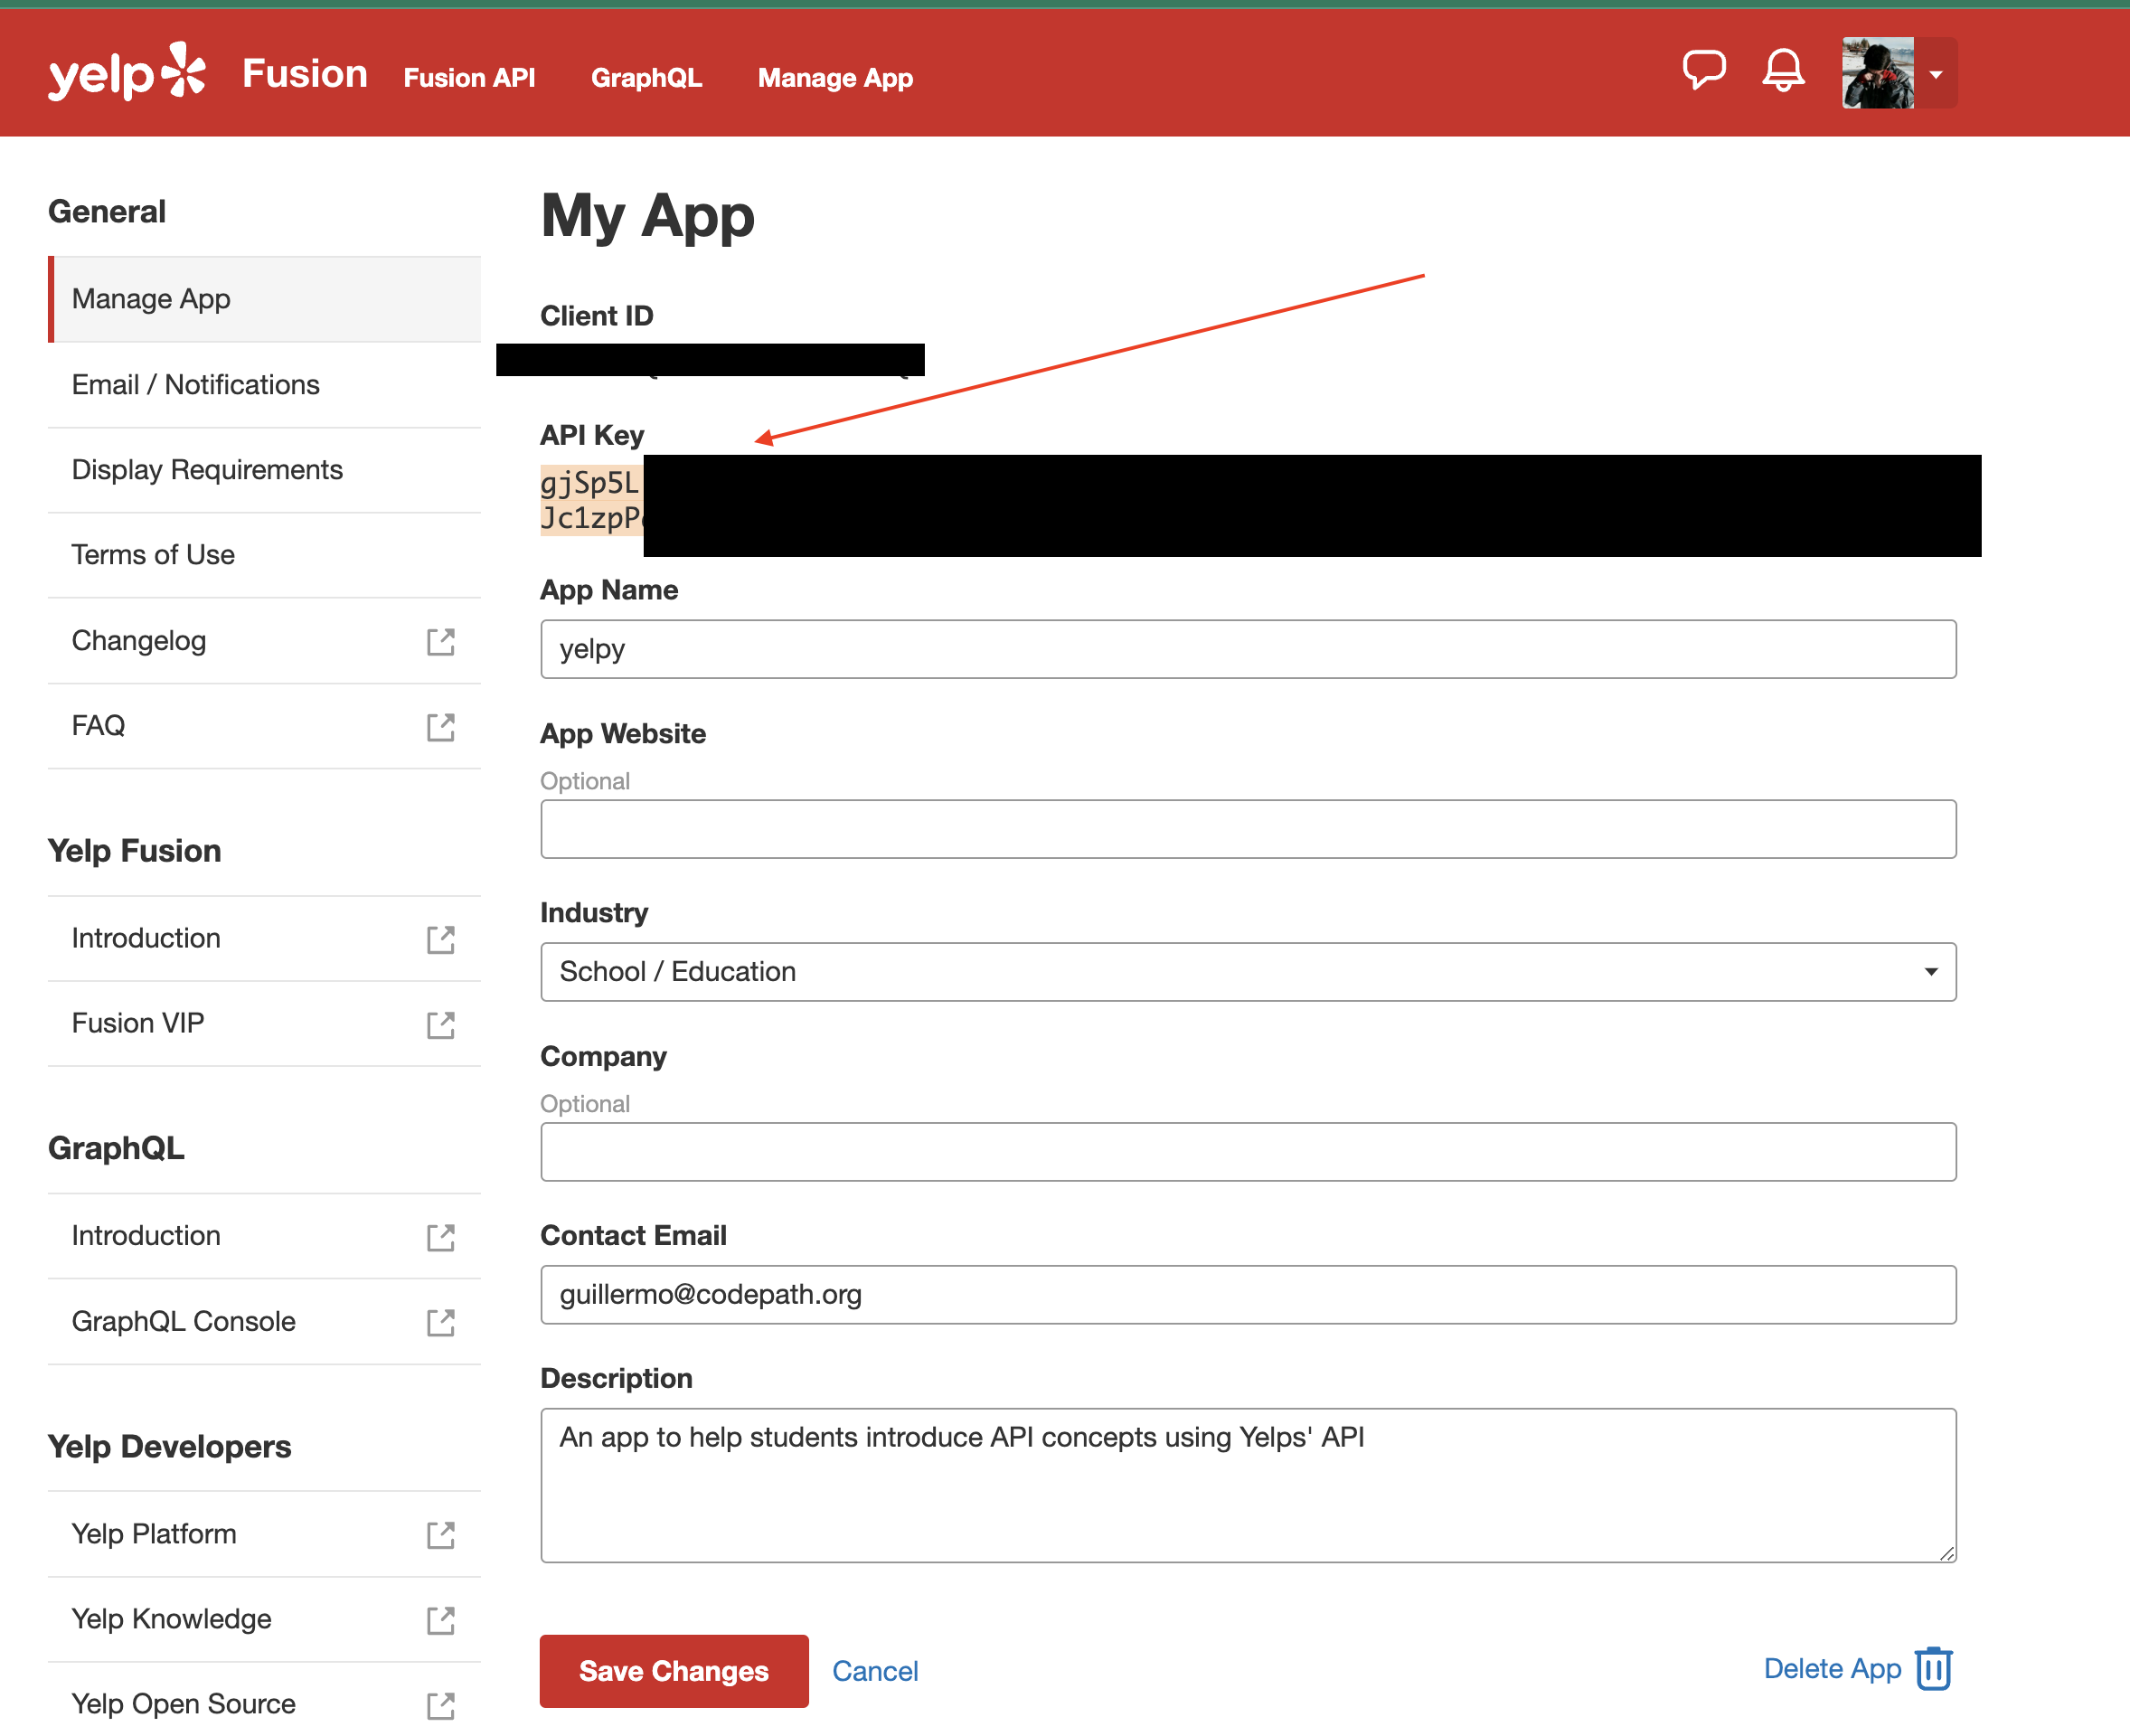 yelp Fusion Fusion API GraphQL Manage App
General
Manage App
Email / Notifications
Display Requirements
Terms of Use
Changelog
FAQ
Yelp Fusion
Introduction
Fusion VIP
GraphQL
Introduction
GraphQL Console
Yelp Developers
Yelp Platform
Yelp Knowledge
Yelp Open Source
My App
Client ID
API Key
gjSp5L
Jc1zpP
App Name
yelpy
App Website
Optional
Industry
School / Education
Company
Optional
Contact Email
guillermo@codepath.org
Description
An app to help students introduce API concepts using Yelps' API
Save Changes Cancel Delete App